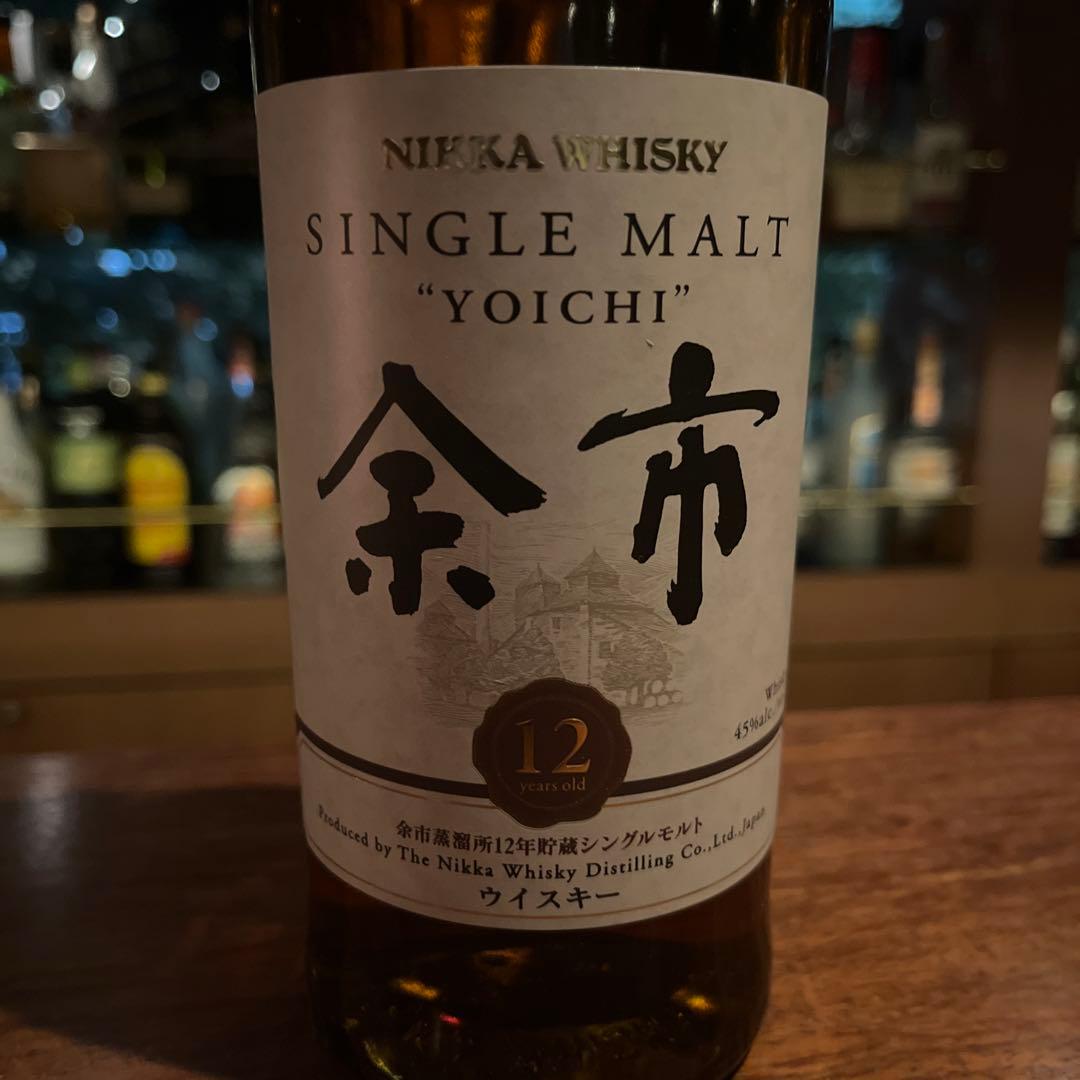 NIKKA WHISKY
SINGLE MALT
“YOICHI”
余市
45%alc.
12
years old
余市蒸溜所12年貯蔵シングルモルト
Produced by The Nikka Whisky Distilling Co.,Ltd.,Japan
ウイスキー